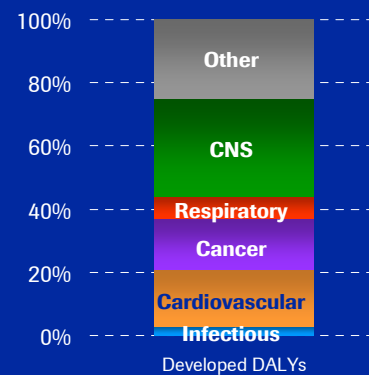 100%
Other
80%
CNS
60%
40%
Respiratory
Cancer
20%
Cardiovascular
0%
Infectious
Developed DALYs